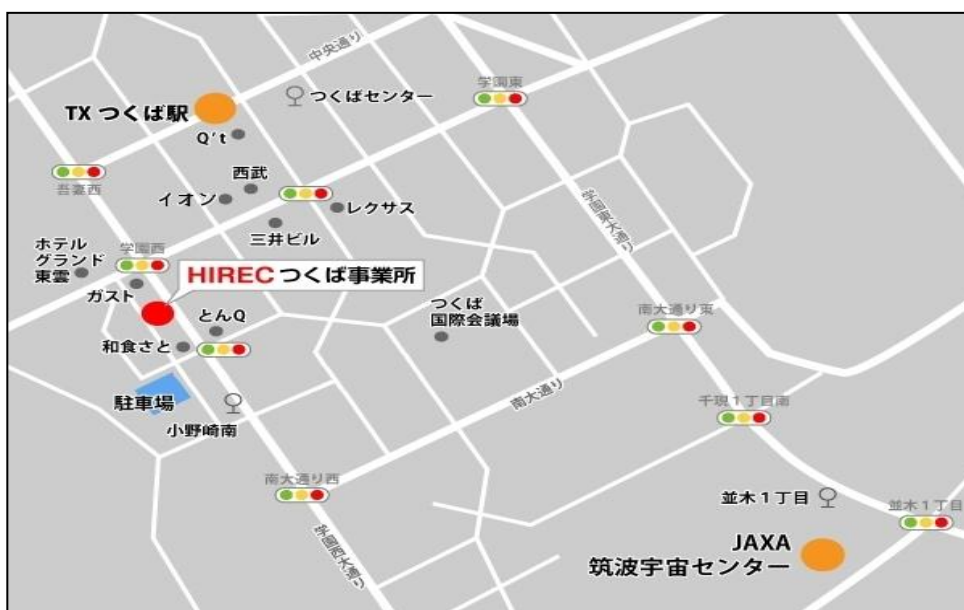 中央通り
学園東
つくばセンター
TX つくば駅
Q't
西武
吾妻西
イオン
レクサス
学園東大通り
三井ビル
ホテル
グランド
東雲
学園西
HIREC つくば事業所
ガスト
つくば
国際会議場
南大通り東
とんQ
和食さと
駐車場
小野崎南
南大通り
千現1丁目南
南大通り西
並木1丁目
並木1丁目
学園西大通り
JAXA
筑波宇宙センター